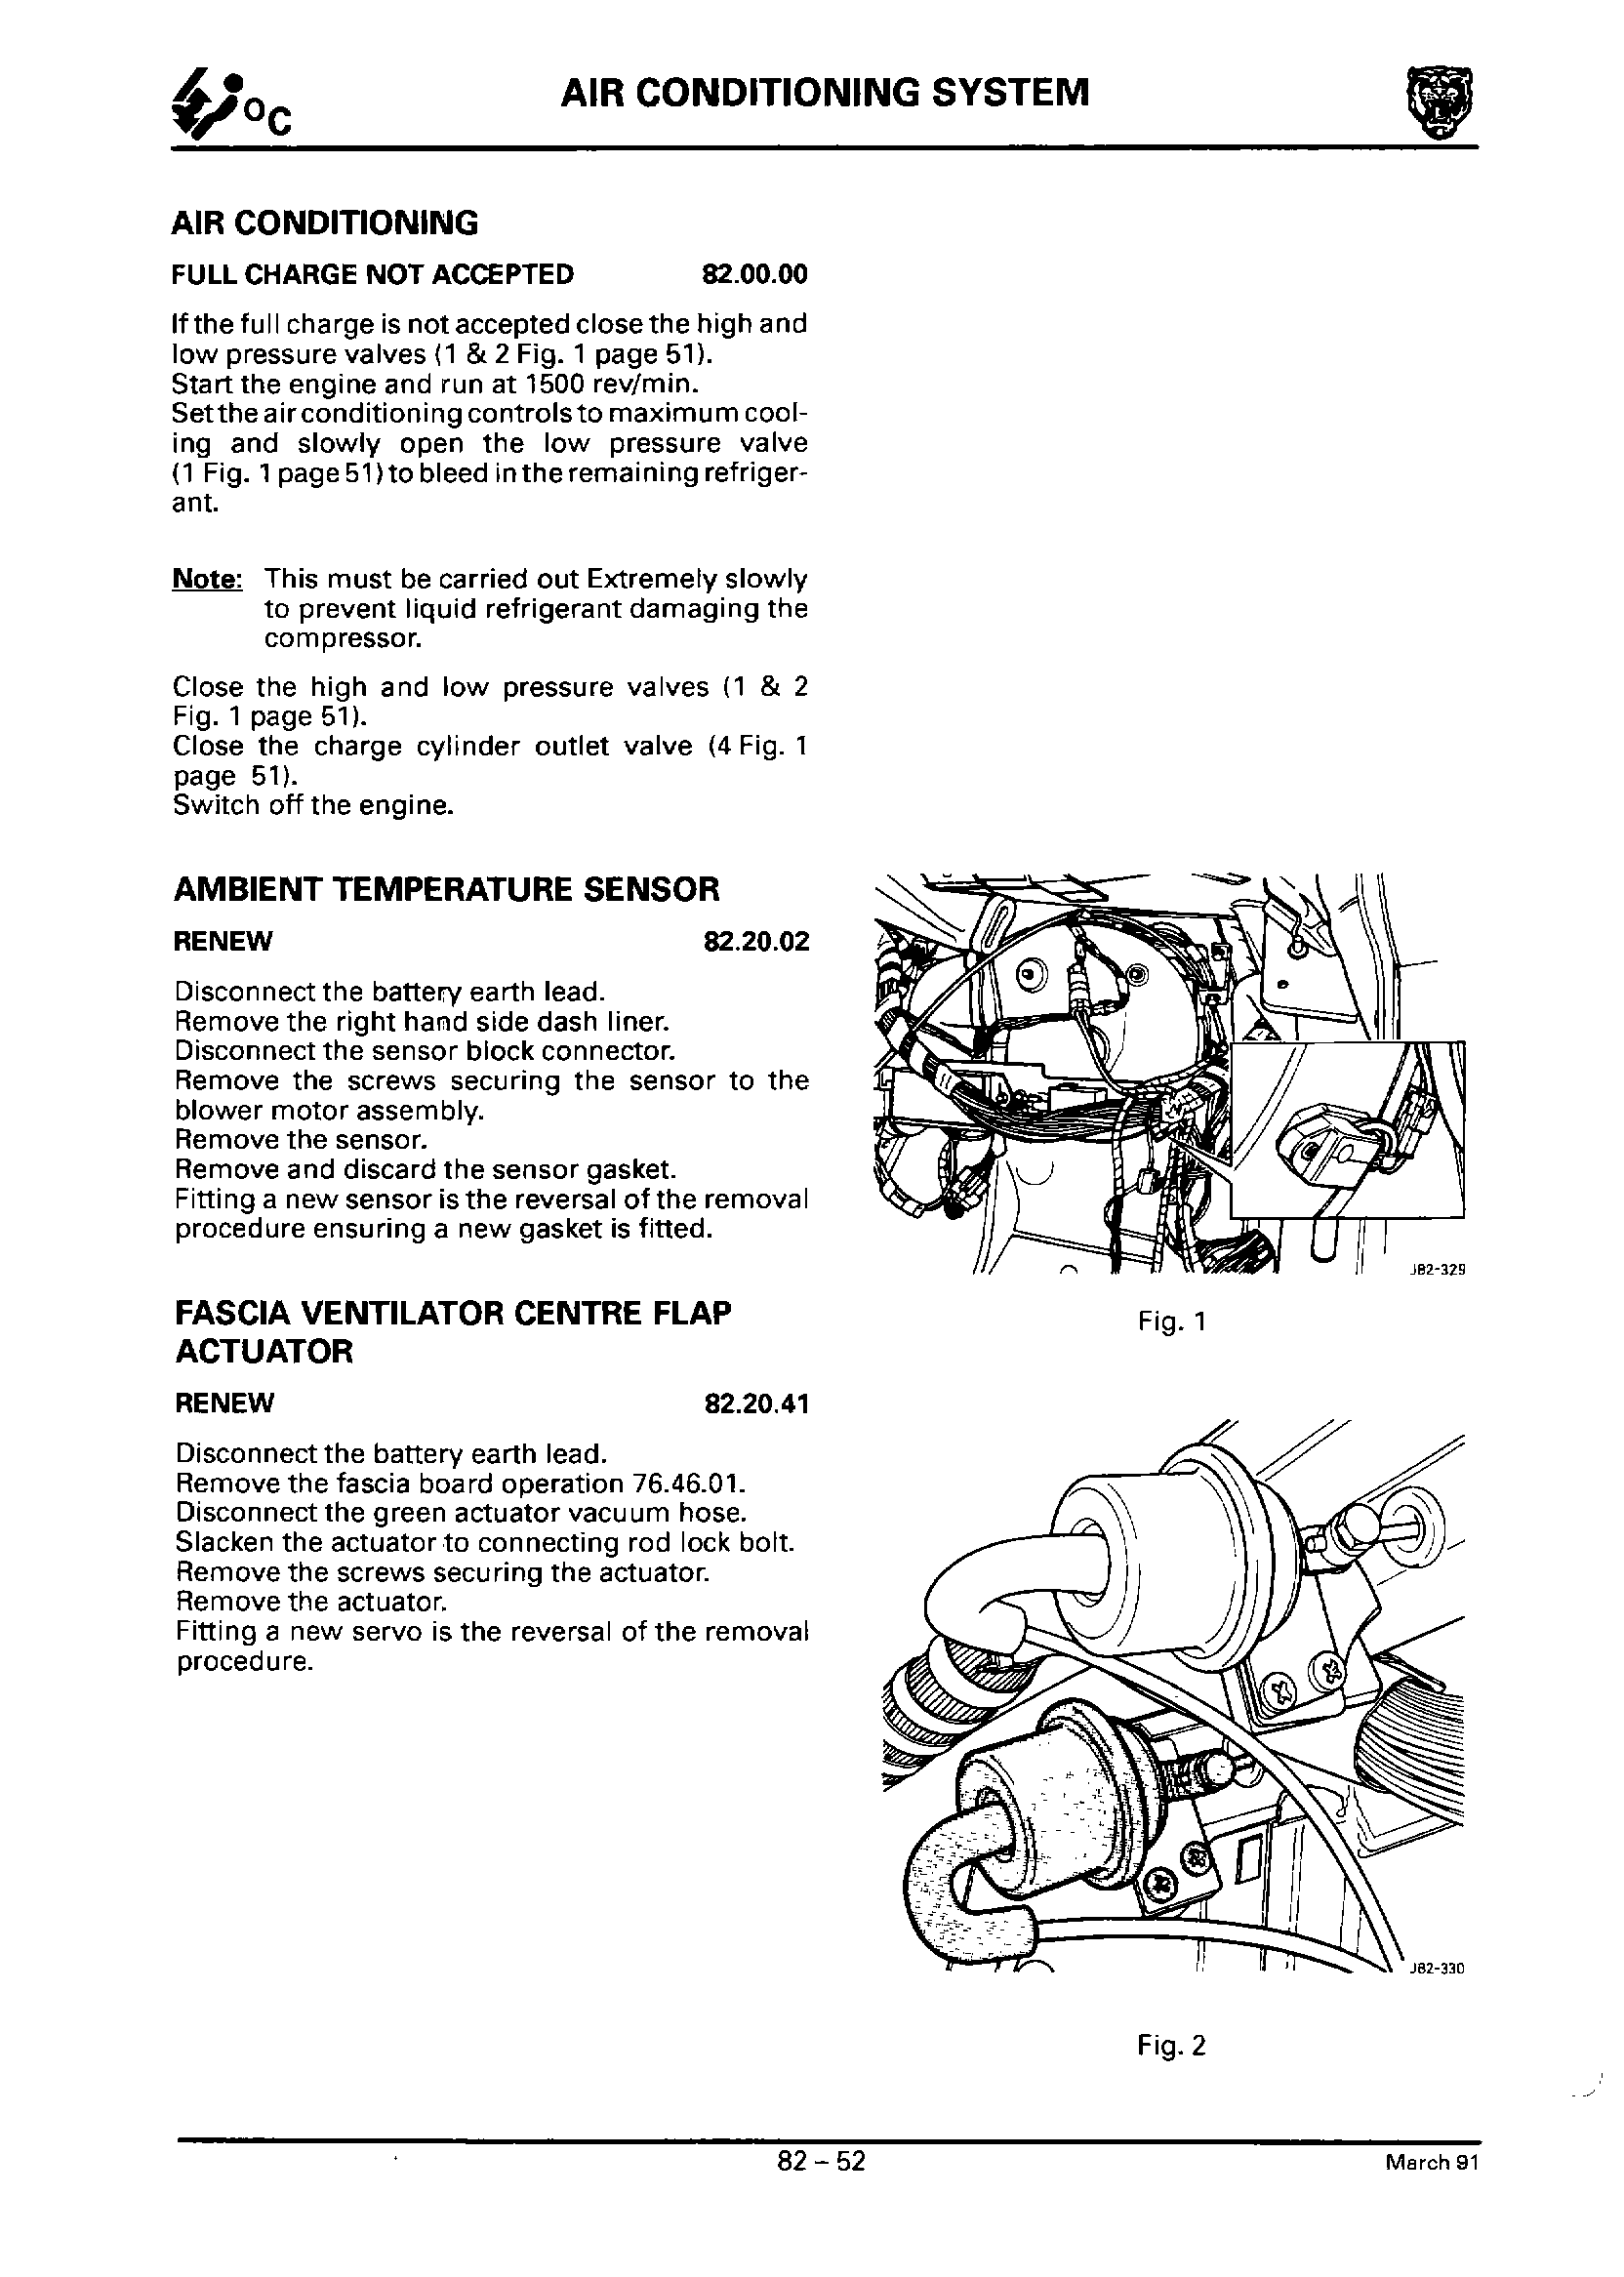 °C
AIR CONDITIONING SYSTEM
AIR CONDITIONING
FULL CHARGE NOT ACCEPTED 82.00.00
If the full charge is not accepted close the high and
low pressure valves (1 & 2 Fig. 1 page 51).
Start the engine and run at 1500 rev/min.
Set the air conditioning controls to maximum cool-
ing and slowly open the low pressure valve
(1 Fig. 1 page 51) to bleed in the remaining refriger-
ant.
Note: This must be carried out Extremely slowly
to prevent liquid refrigerant damaging the
compressor.
Close the high and low pressure valves (1 & 2
Fig. 1 page 51).
Close the charge cylinder outlet valve (4 Fig. 1
page 51).
Switch off the engine.
AMBIENT TEMPERATURE SENSOR
RENEW 82.20.02
Disconnect the battery earth lead.
Remove the right hand side dash liner.
Disconnect the sensor block connector.
Remove the screws securing the sensor to the
blower motor assembly.
Remove the sensor.
Remove and discard the sensor gasket.
Fitting a new sensor is the reversal of the removal
procedure ensuring a new gasket is fitted.
J82-329
Fig. 1
FASCIA VENTILATOR CENTRE FLAP
ACTUATOR
RENEW 82.20.41
Disconnect the battery earth lead.
Remove the fascia board operation 76.46.01.
Disconnect the green actuator vacuum hose.
Slacken the actuator to connecting rod lock bolt.
Remove the screws securing the actuator.
Remove the actuator.
Fitting a new servo is the reversal of the removal
procedure.
J82-330
Fig. 2
82 – 52
March 91